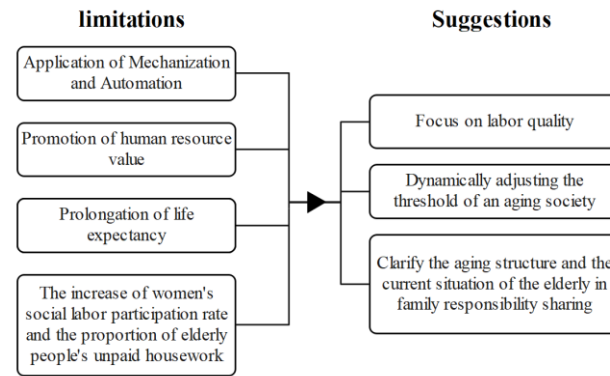 limitations
Application of Mechanization
and Automation
Promotion of human resource
value
Prolongation of life
expectancy
The increase of women's
social labor participation rate
and the proportion of elderly
people's unpaid housework
Suggestions
Focus on labor quality
Dynamically adjusting the
threshold of an aging society
Clarify the aging structure and the
current situation of the elderly in
family responsibility sharing